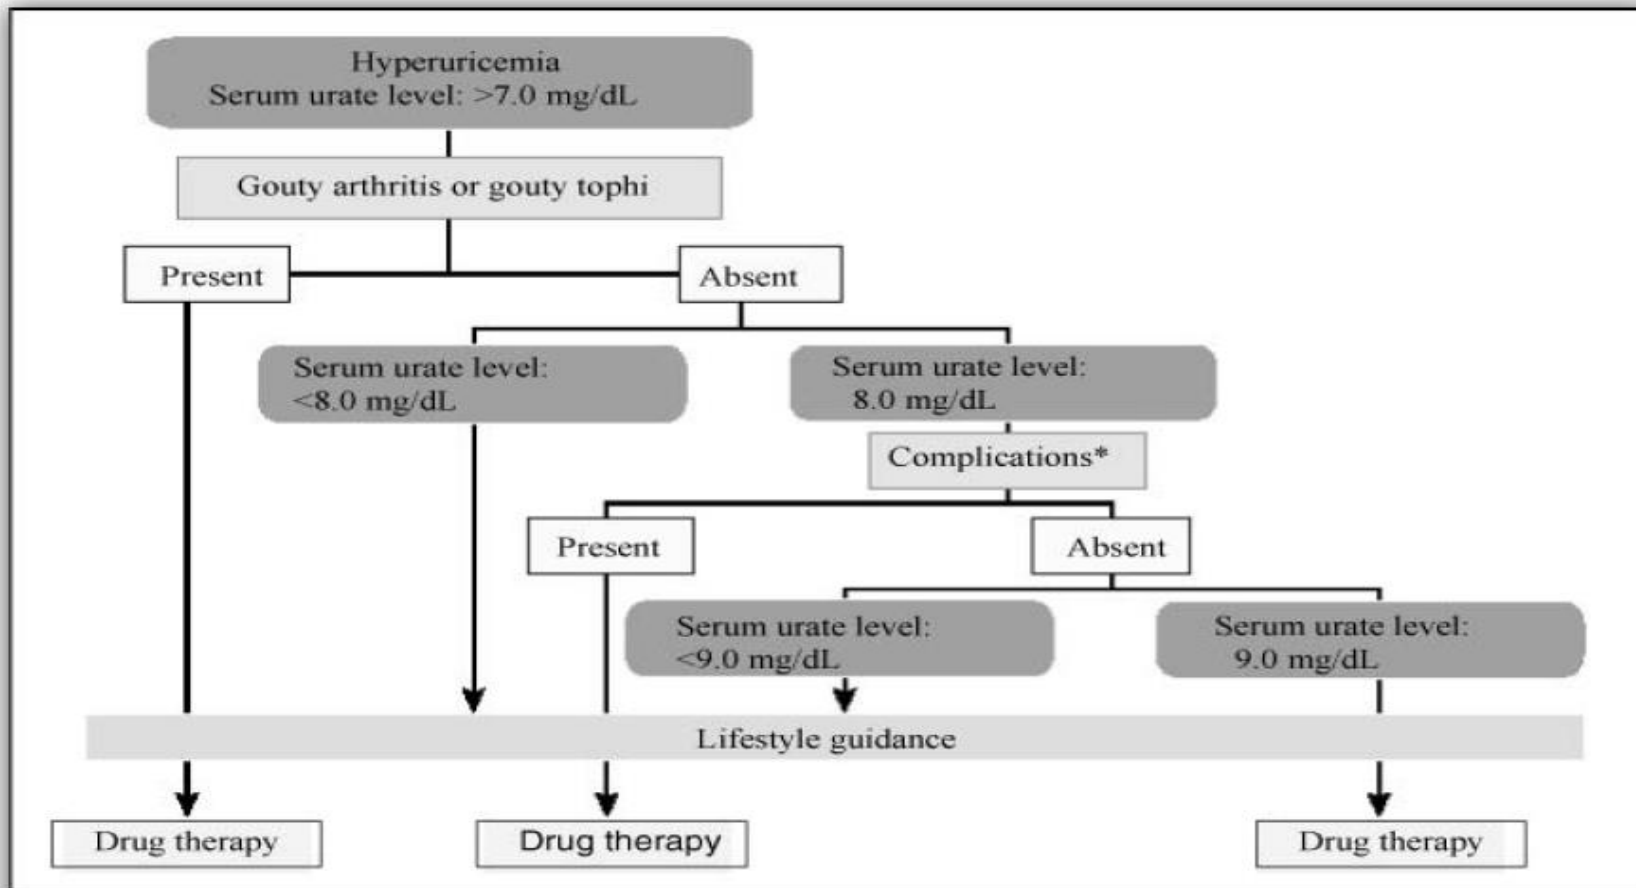 Hyperuricemia
Serum urate level: >7.0 mg/dL
Gouty arthritis or gouty tophi
Present
Absent
Serum urate level:
<8.0 mg/dL
Serum urate level:
8.0 mg/dL
Complications*
Present
Absent
Serum urate level:
<9.0 mg/dL
Serum urate level:
9.0 mg/dL
Lifestyle guidance
Drug therapy
Drug therapy
Drug therapy